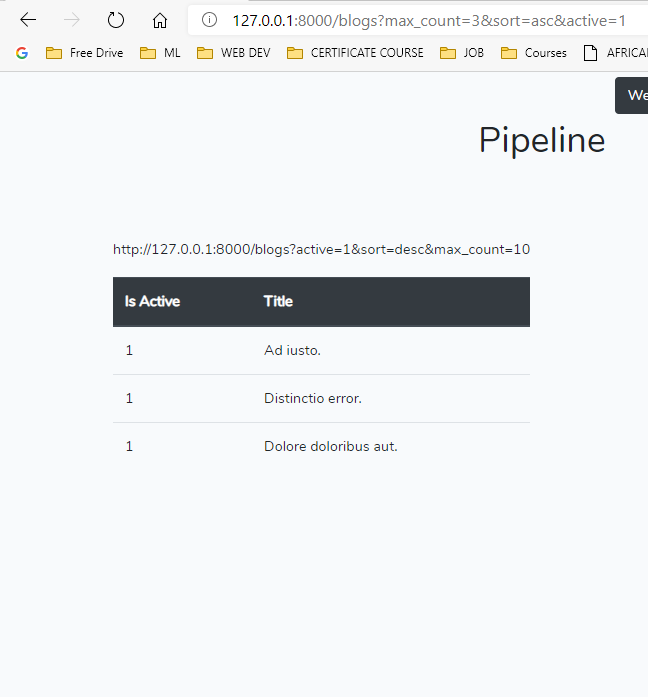 127.0.0.1:8000/blogs?max_count=3&sort=asc&active=1
Free Drive ML WEB DEV CERTIFICATE COURSE JOB Courses AFRICA
We
Pipeline
http://127.0.0.1:8000/blogs?active=1&sort=desc&max_count=10
Is Active Title
1 Ad iusto.
1 Distinctio error.
1 Dolore doloribus aut.